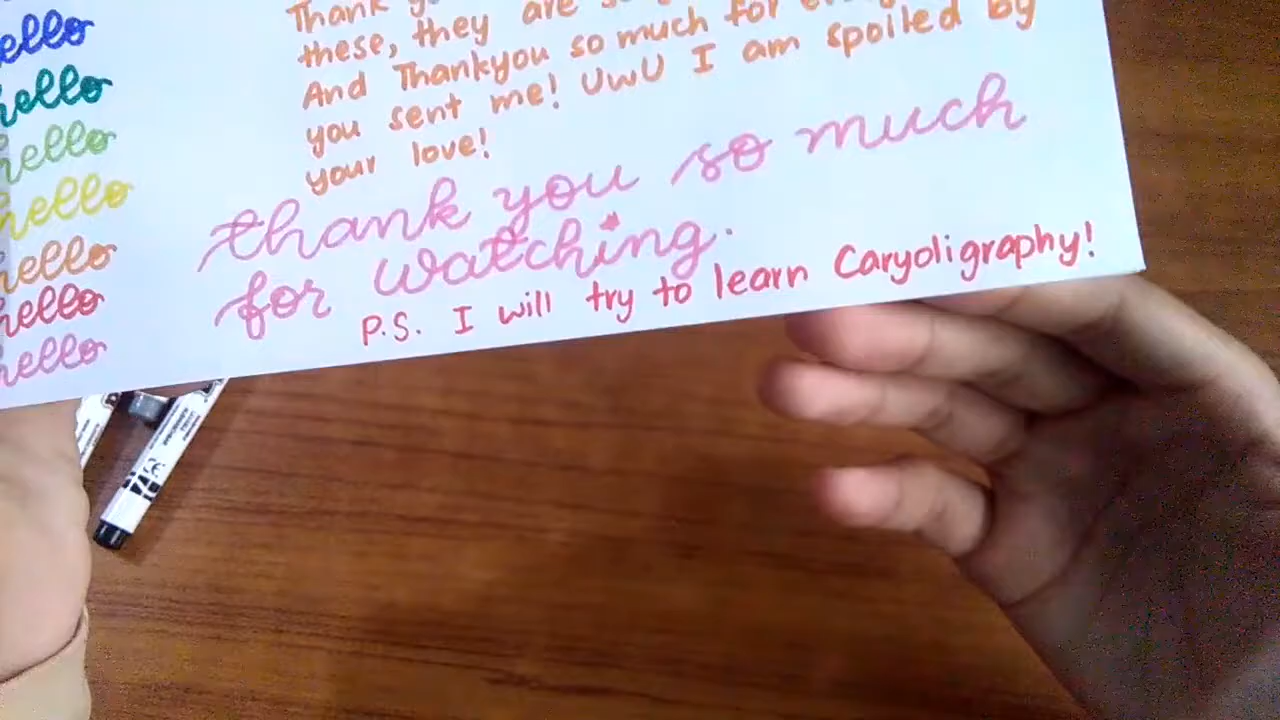 hello
hello
hello
hello
hello
hello
hello
Thank
these, they are
And Thankyou so much for
you sent me! UwU I am spoiled by
your love!
thank you so much
for watching.
P.S. I will try to learn Caryoligraphy!